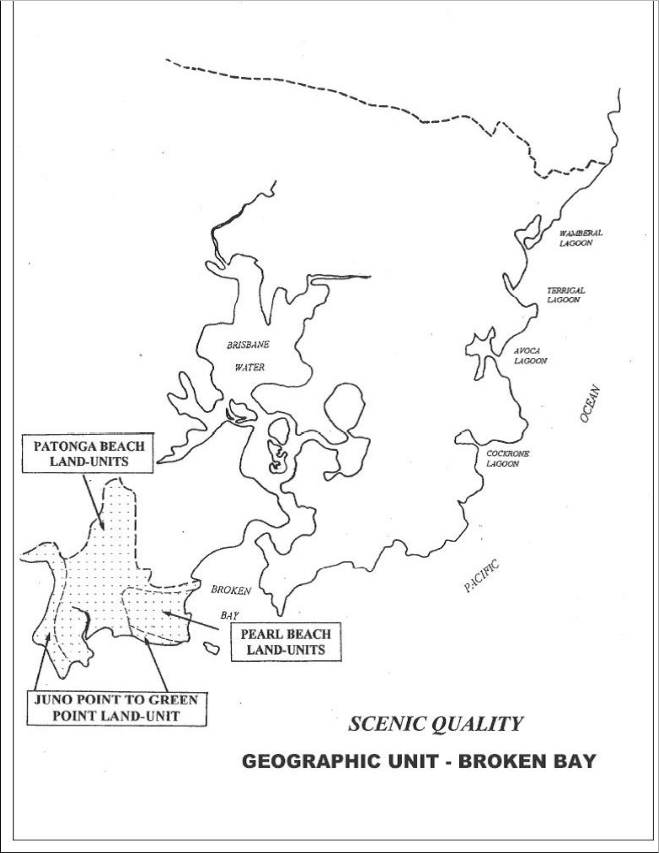 WAMBERAL
LAGOON
TERRIGAL
LAGOON
BRISBANE
WATER
AVOCA
LAGOON
OCEAN
PATONGA BEACH
LAND-UNITS
COCKRONE
LAGOON
PACIFIC
BROKEN
BAY
PEARL BEACH
LAND-UNITS
JUNO POINT TO GREEN
POINT LAND-UNIT
SCENIC QUALITY
GEOGRAPHIC UNIT - BROKEN BAY